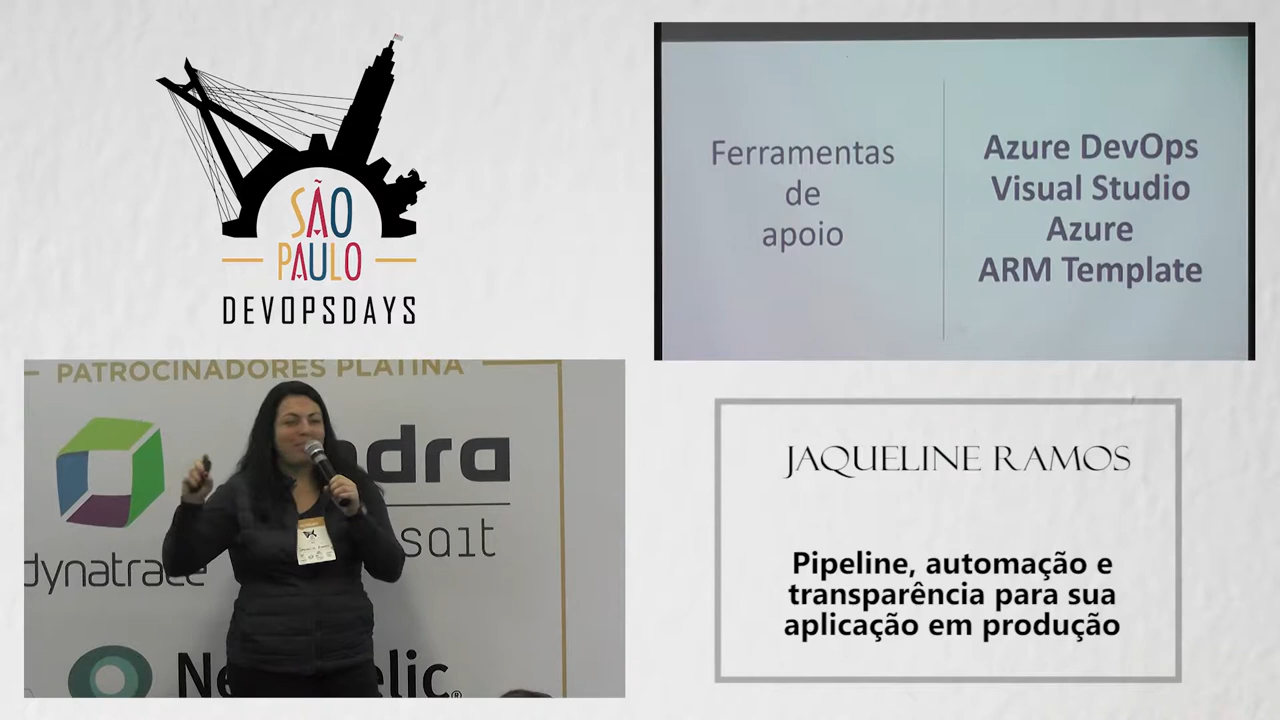 SÃO
PAULO
DEVOPSDAYS
Ferramentas
de
apoio
Azure DevOps
Visual Studio
Azure
ARM Template
PATROCINADORES PLATINA
dynatrace
JAQUELINE RAMOS
Pipeline, automação e
transparência para sua
aplicação em produção